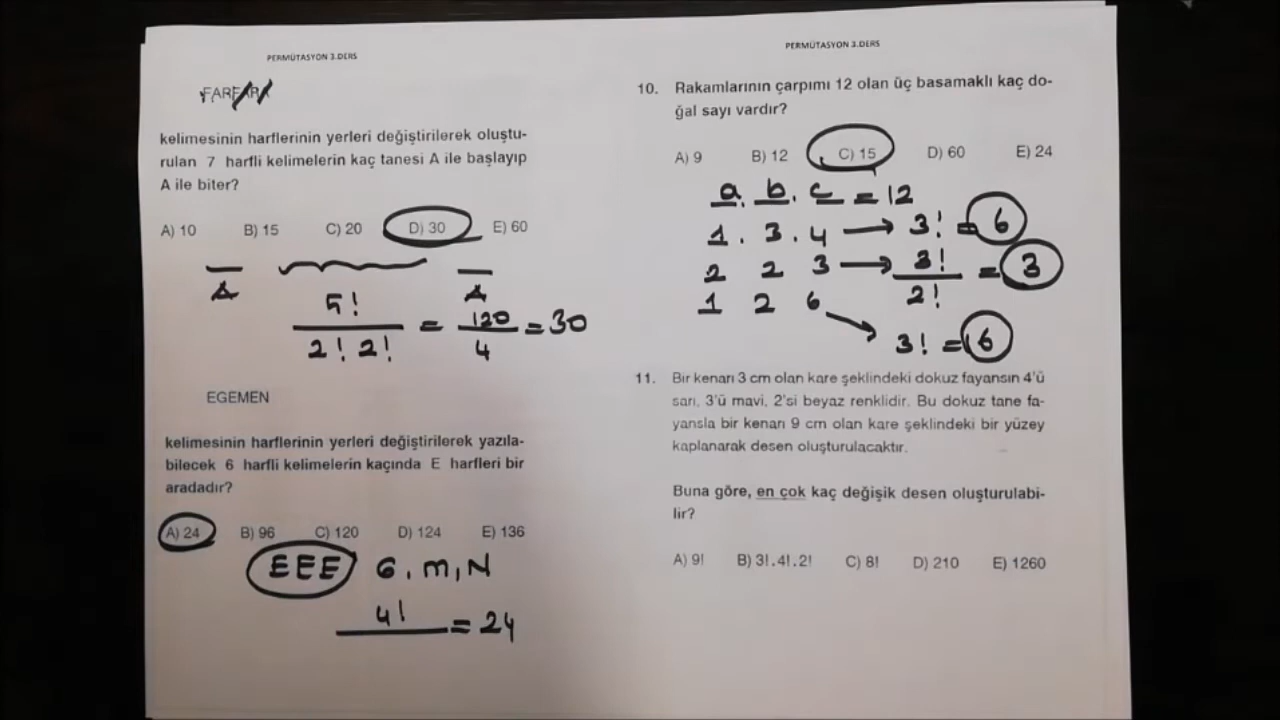 PERMÜTASYON 3.DERS
FARFARA
kelimesinin harflerinin yerleri değiştirilerek oluştu-
rulan 7 harfli kelimelerin kaç tanesi A ile başlayıp
A ile biter?
A) 10 B) 15 C) 20 D) 30 E) 60
A A
5!
2! 2!
= 120
4
= 30
EGEMEN
kelimesinin harflerinin yerleri değiştirilerek yazıla-
bilecek 6 harfli kelimelerin kaçında E harfleri bir
aradadır?
A) 24 B) 96 C) 120 D) 124 E) 136
EEE G, M, N
4! = 24
PERMÜTASYON 3.DERS
10. Rakamlarının çarpımı 12 olan üç basamaklı kaç do-
ğal sayı vardır?
A) 9 B) 12 C) 15 D) 60 E) 24
a . b . c = 12
1 . 3 . 4 → 3! = 6
2 2 3 → 3!
2!
= 3
1 2 6
3! = 6
11. Bir kenarı 3 cm olan kare şeklindeki dokuz fayansın 4'ü
sarı, 3'ü mavi, 2'si beyaz renklidir. Bu dokuz tane fa-
yansla bir kenarı 9 cm olan kare şeklindeki bir yüzey
kaplanarak desen oluşturulacaktır.
Buna göre, en çok kaç değişik desen oluşturulabi-
lir?
A) 9! B) 3!.4!.2! C) 8! D) 210 E) 1260